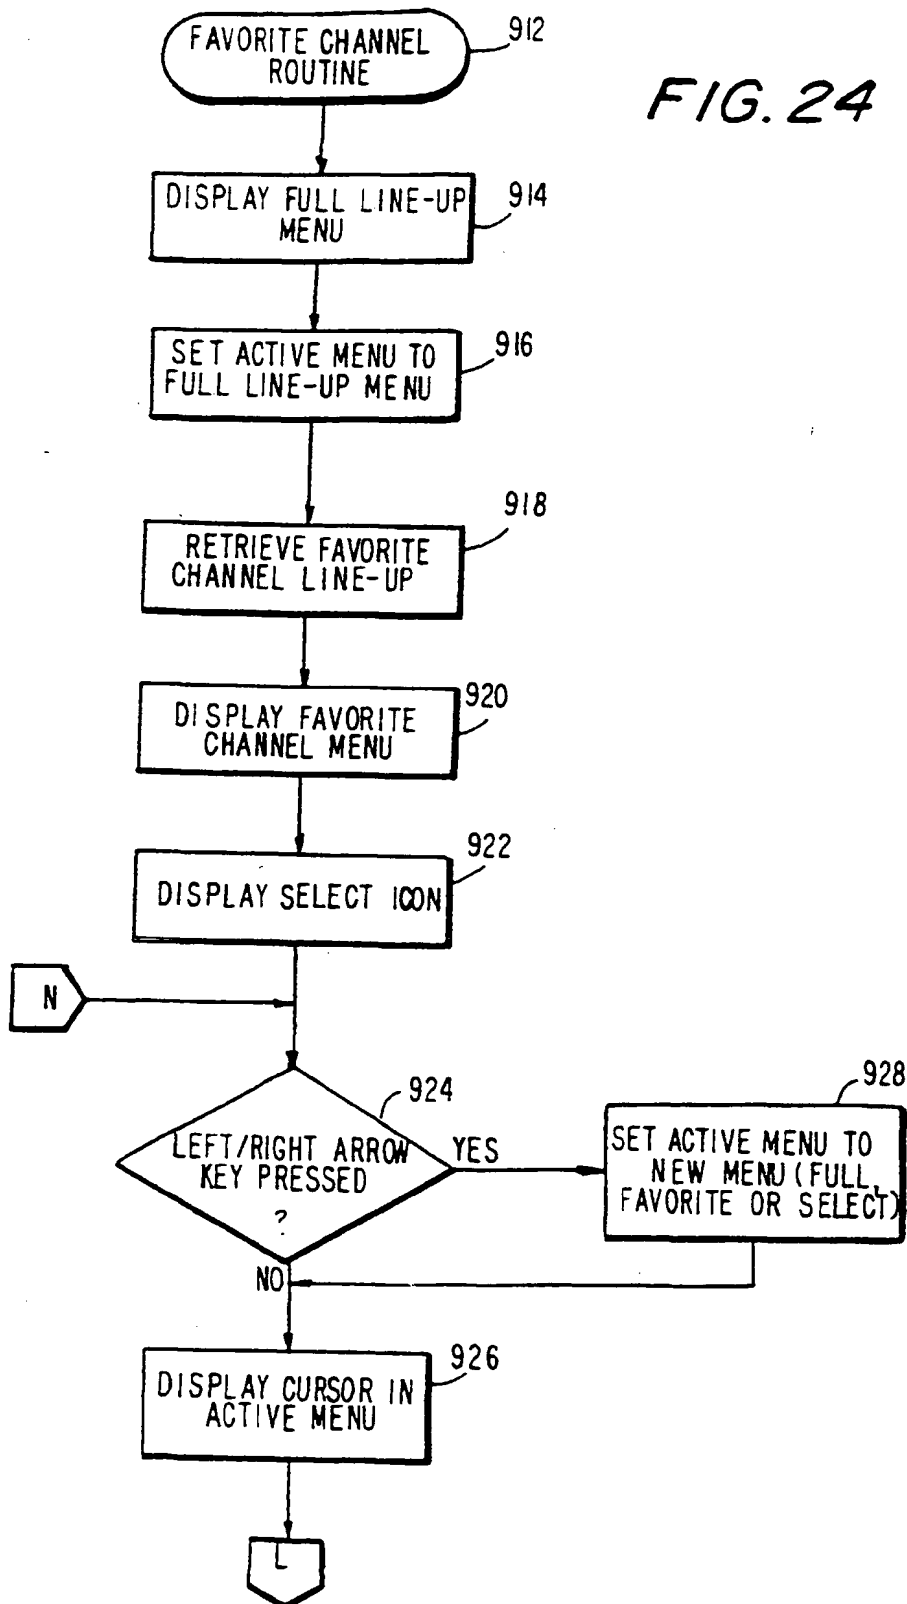 FAVORITE CHANNEL
ROUTINE
912
FIG. 24
DISPLAY FULL LINE-UP
MENU
914
SET ACTIVE MENU TO
FULL LINE-UP MENU
916
RETRIEVE FAVORITE
CHANNEL LINE-UP
918
DISPLAY FAVORITE
CHANNEL MENU
920
DISPLAY SELECT ICON
922
N
LEFT/RIGHT ARROW
KEY PRESSED
?
924
YES
SET ACTIVE MENU TO
NEW MENU (FULL,
FAVORITE OR SELECT)
928
NO
DISPLAY CURSOR IN
ACTIVE MENU
926
L